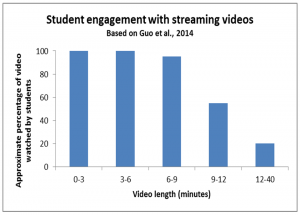 Student engagement with streaming videos
Based on Guo et al., 2014
Approximate percentage of video
watched by students
100
80
60
40
20
0
0-3 3-6 6-9 9-12 12-40
Video length (minutes)